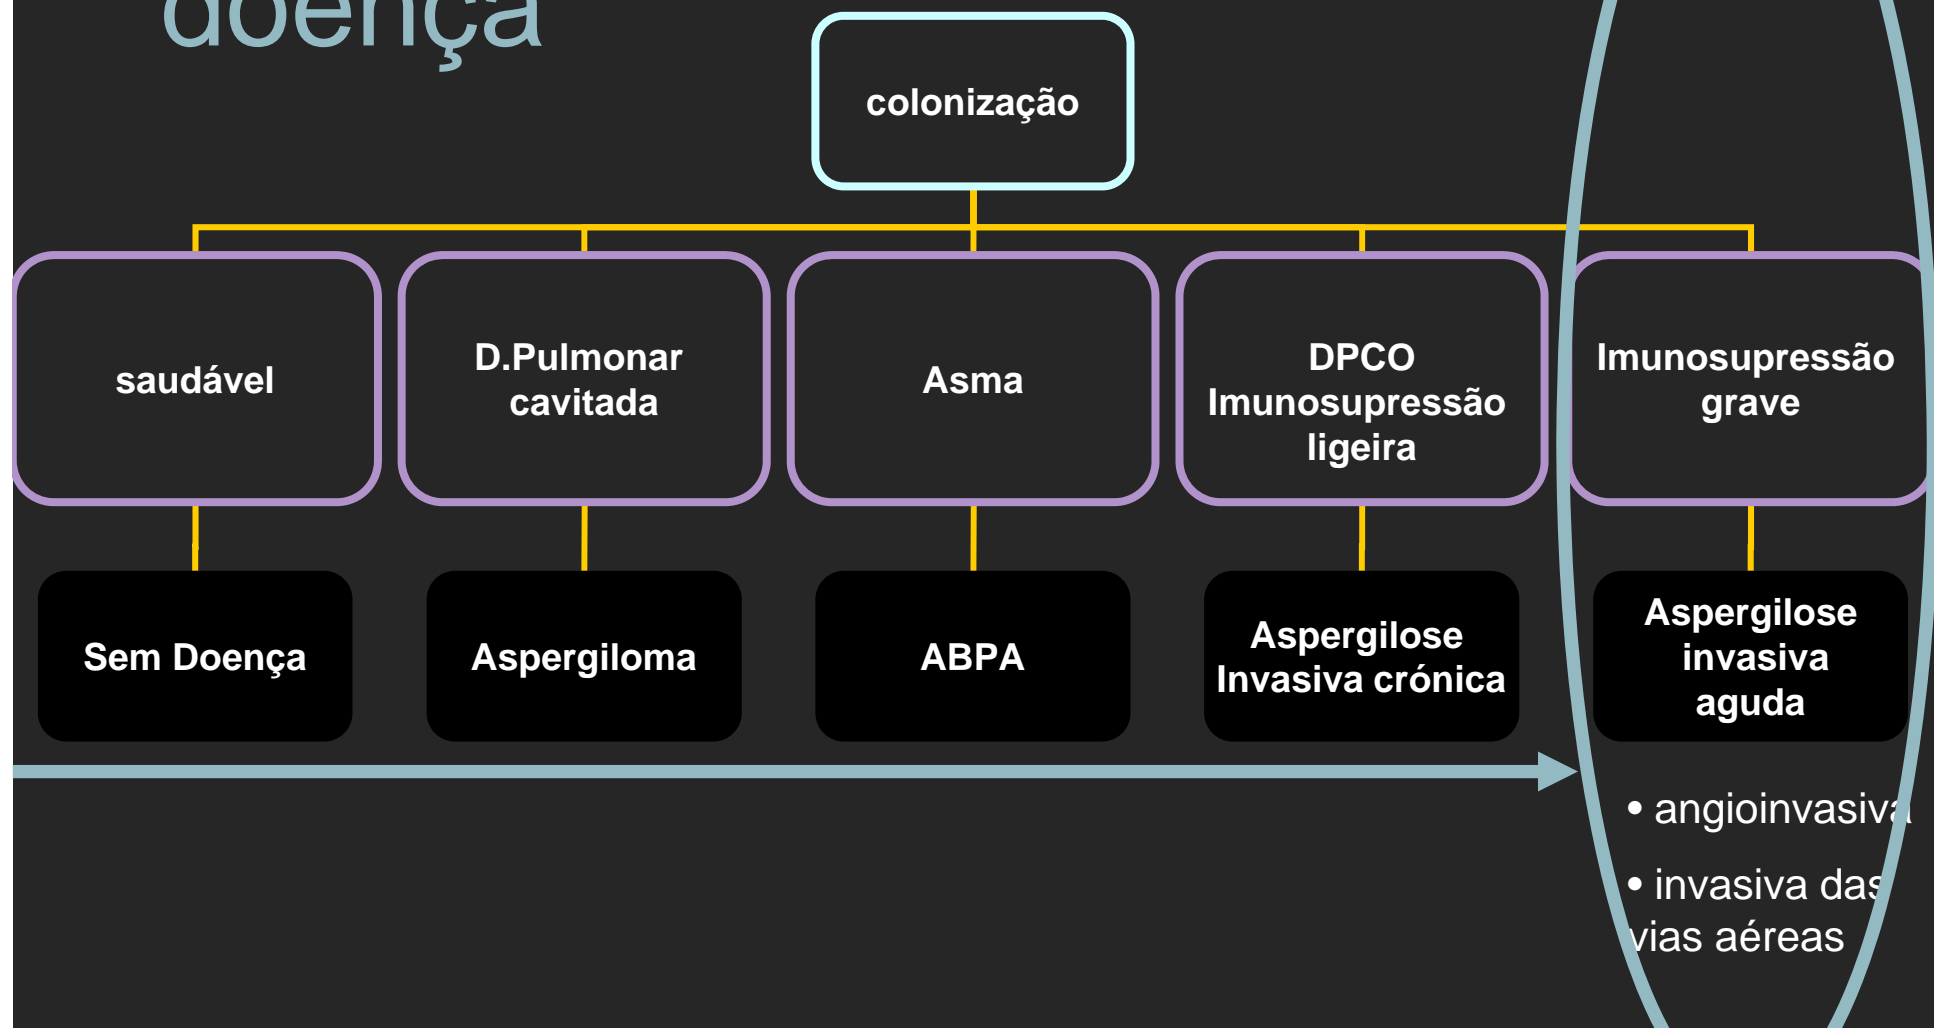 doença
colonização
saudável
D.Pulmonar
cavitada
Asma
DPCO
Imunosupressão
ligeira
Imunosupressão
grave
Sem Doença
Aspergiloma
ABPA
Aspergilose
Invasiva crónica
Aspergilose
invasiva
aguda
• angioinvasiva
• invasiva das
vias aéreas